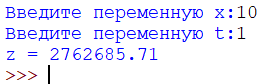 Введите переменную x:10
Введите переменную t:1
z = 2762685.71
>>>